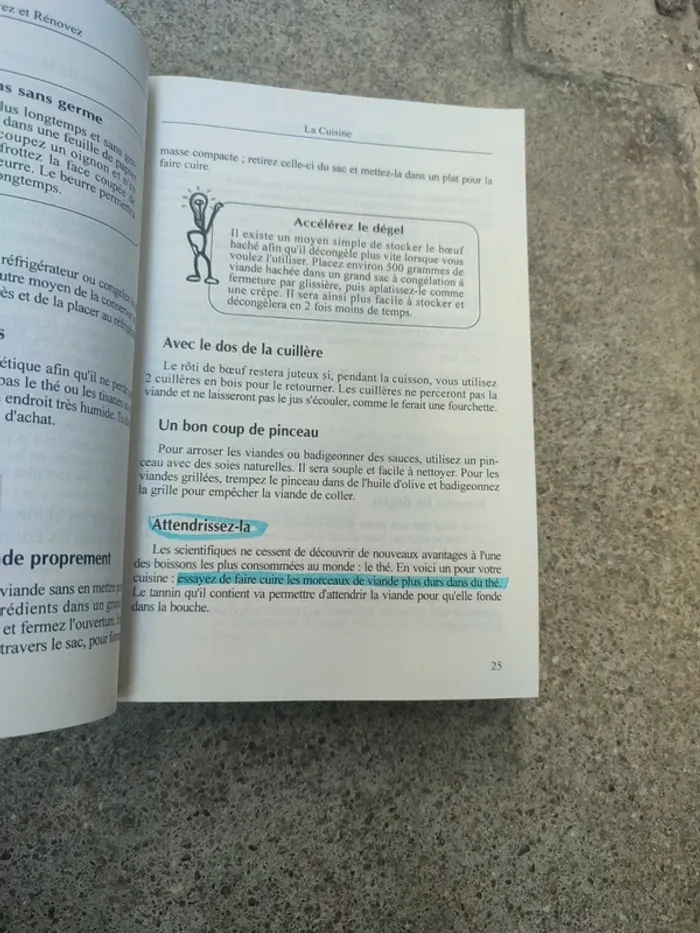 ez et Rénovez
s sans germe
lus longtemps et sans ger-
dans une feuille de papier
coupez un oignon et n'en
frottez la face coupée de
eurre. Le beurre permettra
ongtemps.
réfrigérateur ou congelez
utre moyen de la conserver
ès et de la placer au réfrig
s
étique afin qu'il ne perde
pas le thé ou les tisanes
endroit très humide.
d'achat.
de proprement
viande sans en mettre
rédients dans un grand
et fermez l'ouverture.
travers le sac, pour
La Cuisine
masse compacte ; retirez celle-ci du sac et mettez-la dans un plat pour la
faire cuire.
Accélérez le dégel
Il existe un moyen simple de stocker le bœuf
haché afin qu'il décongèle plus vite lorsque vous
voulez l'utiliser. Placez environ 500 grammes de
viande hachée dans un grand sac à congélation à
fermeture par glissière, puis aplatissez-le comme
une crêpe. Il sera ainsi plus facile à stocker et
décongèlera en 2 fois moins de temps.
Avec le dos de la cuillère
Le rôti de bœuf restera juteux si, pendant la cuisson, vous utilisez
2 cuillères en bois pour le retourner. Les cuillères ne perceront pas la
viande et ne laisseront pas le jus s'écouler, comme le ferait une fourchette.
Un bon coup de pinceau
Pour arroser les viandes ou badigeonner des sauces, utilisez un pin-
ceau avec des soies naturelles. Il sera souple et facile à nettoyer. Pour les
viandes grillées, trempez le pinceau dans de l'huile d'olive et badigeonnez
la grille pour empêcher la viande de coller.
Attendrissez-la
Les scientifiques ne cessent de découvrir de nouveaux avantages à l'une
des boissons les plus consommées au monde : le thé. En voici un pour votre
cuisine : essayez de faire cuire les morceaux de viande plus durs dans du thé.
Le tannin qu'il contient va permettre d'attendrir la viande pour qu'elle fonde
dans la bouche.
25